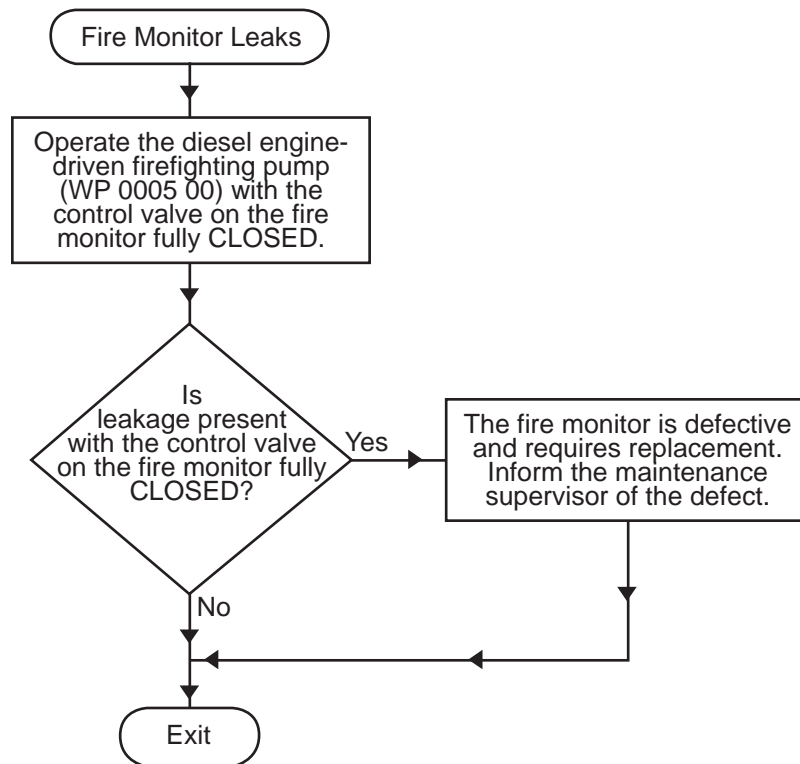 Fire Monitor Leaks
Operate the diesel engine-
driven firefighting pump
(WP 0005 00) with the
control valve on the fire
monitor fully CLOSED.
Is
leakage present
with the control valve
on the fire monitor fully
CLOSED?
Yes
The fire monitor is defective
and requires replacement.
Inform the maintenance
supervisor of the defect.
No
Exit